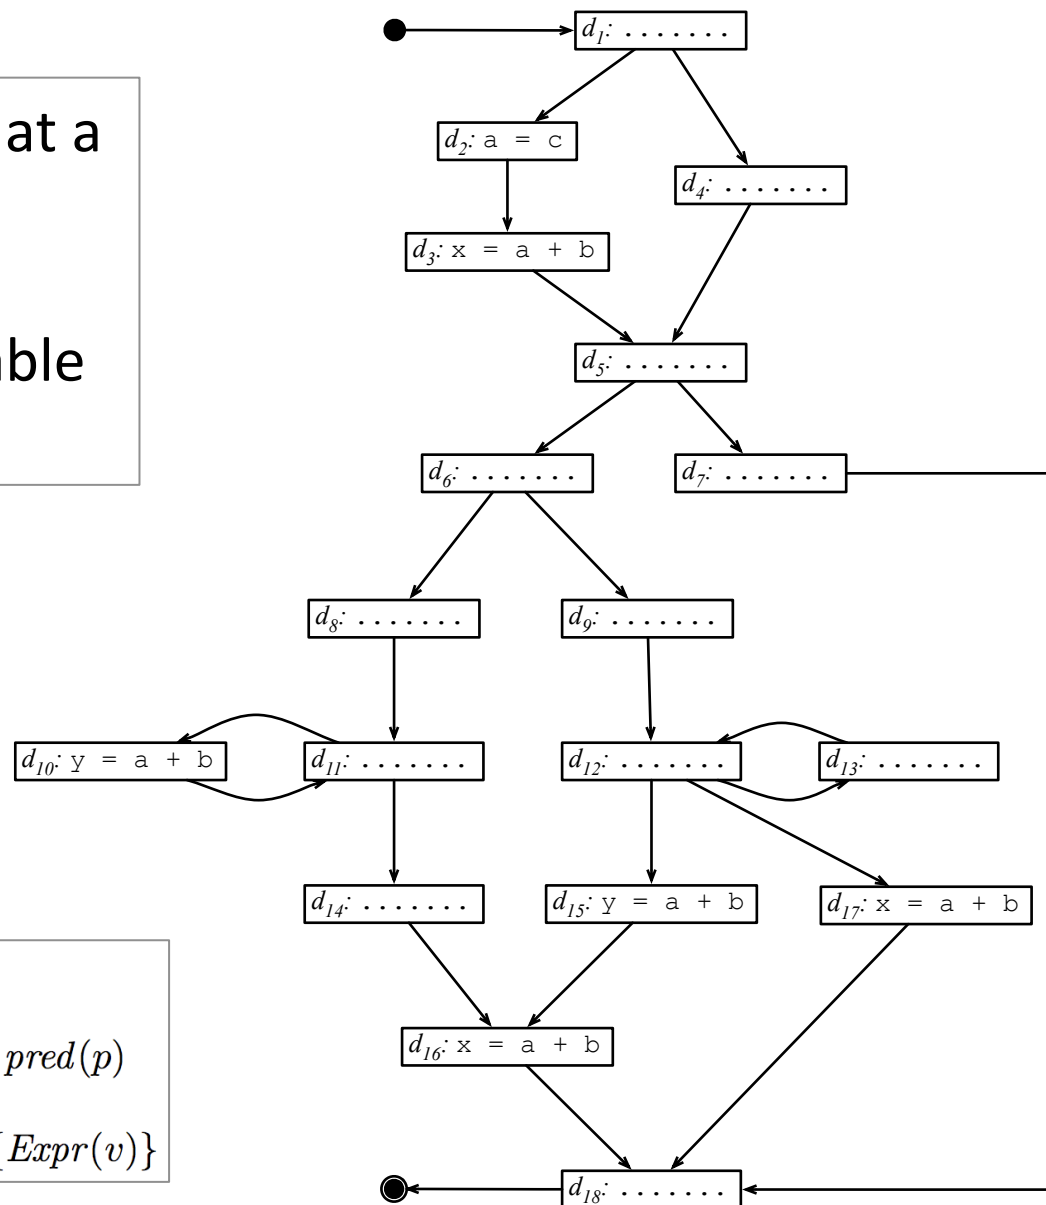 at a
able
pred(p)
{Expr(v)}
d1: .......
d2: a = c
d4: .......
d3: x = a + b
d5: .......
d6: .......
d7: .......
d8: .......
d9: .......
d10: y = a + b
d11: .......
d12: .......
d13: .......
d14: .......
d15: y = a + b
d17: x = a + b
d16: x = a + b
d18: .......